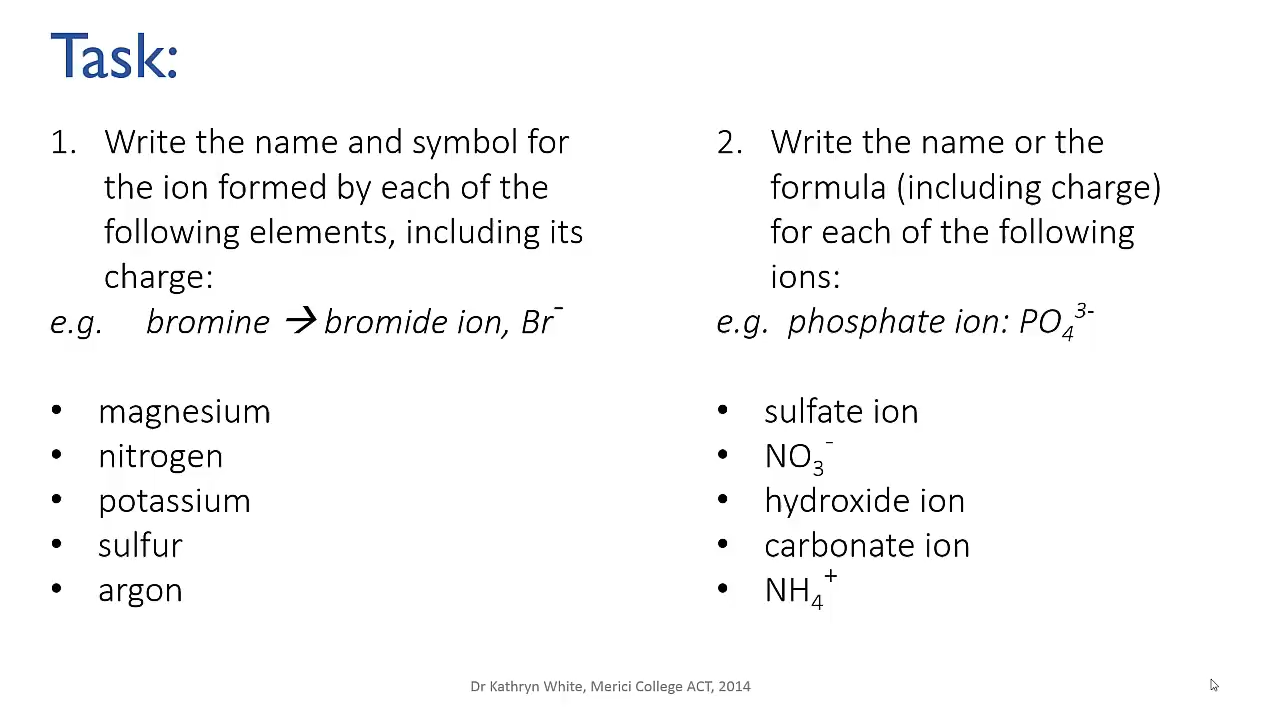 Task:
1. Write the name and symbol for
the ion formed by each of the
following elements, including its
charge:
e.g. bromine → bromide ion, Br⁻
• magnesium
• nitrogen
• potassium
• sulfur
• argon
2. Write the name or the
formula (including charge)
for each of the following
ions:
e.g. phosphate ion: PO₄³⁻
• sulfate ion
• NO₃⁻
• hydroxide ion
• carbonate ion
• NH₄⁺
Dr Kathryn White, Merici College ACT, 2014